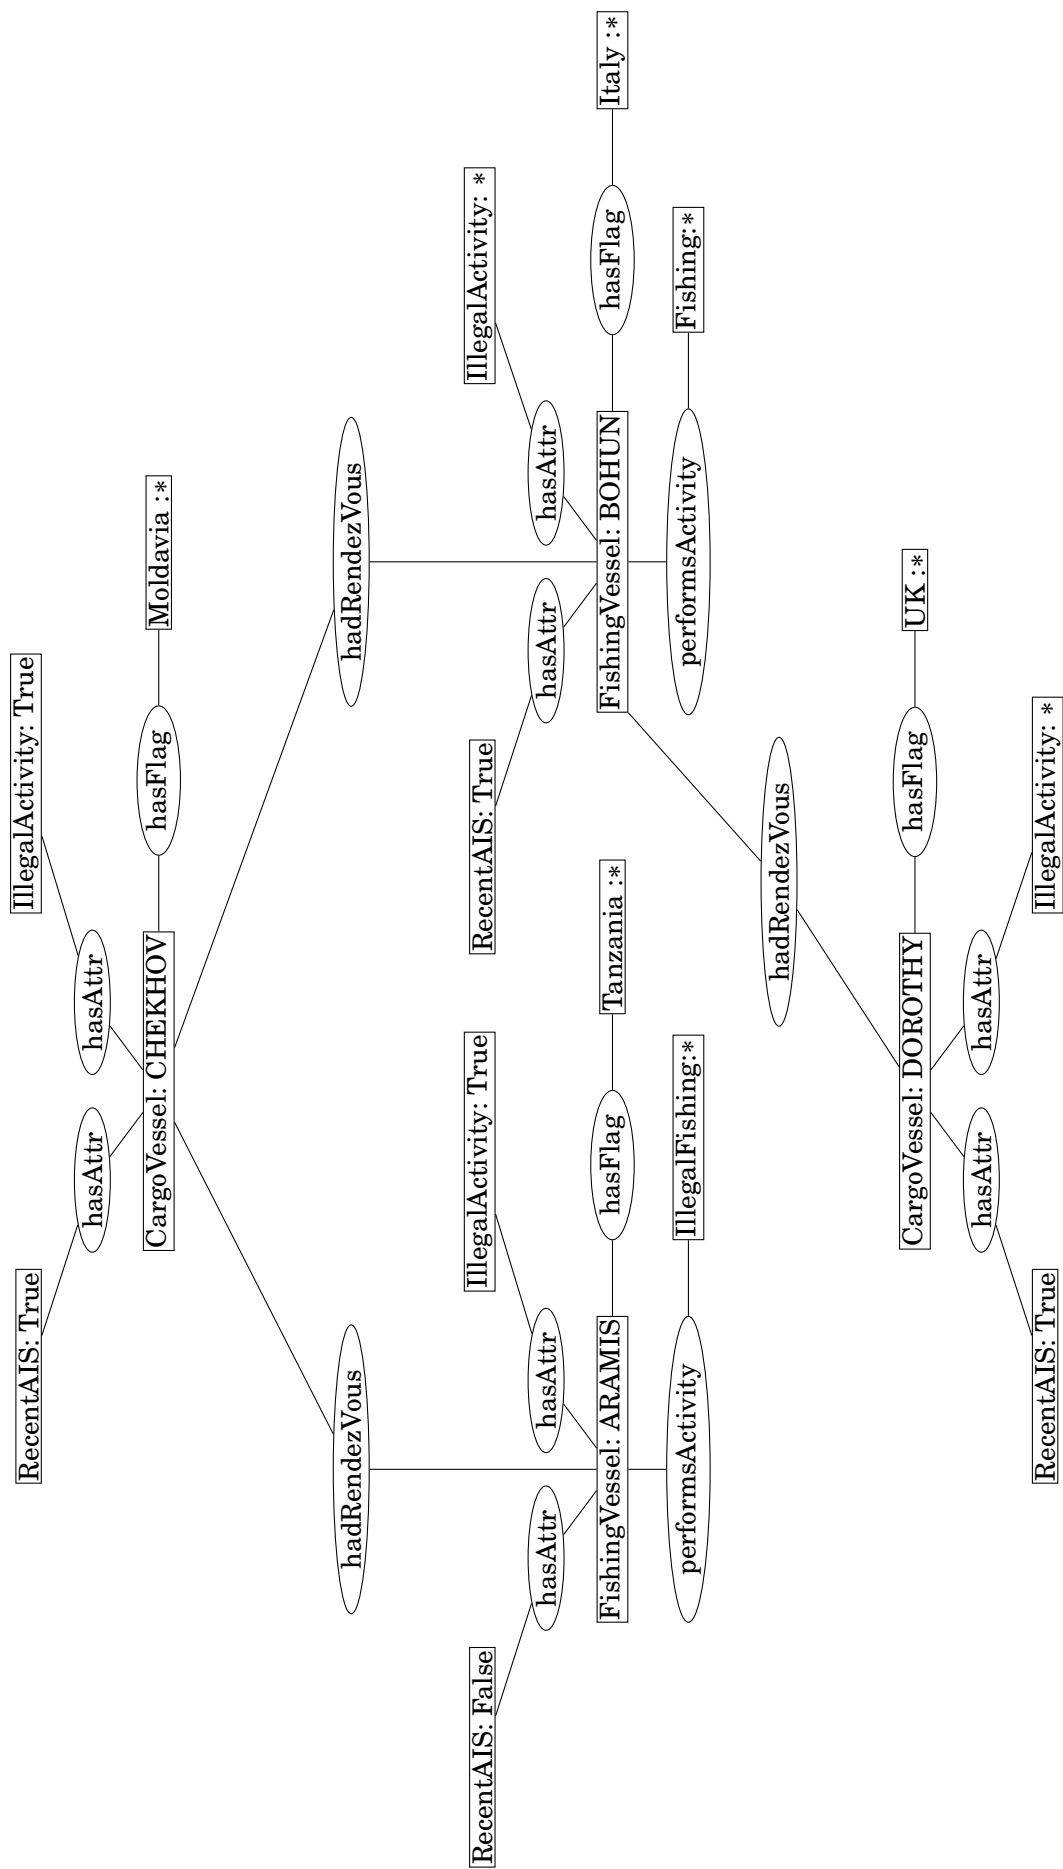 RecentAIS: True
IllegalActivity: True
hasAttr
hasAttr
CargoVessel: CHEKHOV
hasFlag
Moldavia :*
hadRendezVous
hadRendezVous
RecentAIS: False
IllegalActivity: True
RecentAIS: True
IllegalActivity: *
hasAttr
hasAttr
hasAttr
hasAttr
FishingVessel: ARAMIS
hasFlag
Tanzania :*
FishingVessel: BOHUN
hasFlag
Italy :*
performsActivity
IllegalFishing:*
performsActivity
Fishing:*
hadRendezVous
CargoVessel: DOROTHY
hasFlag
UK :*
hasAttr
hasAttr
RecentAIS: True
IllegalActivity: *